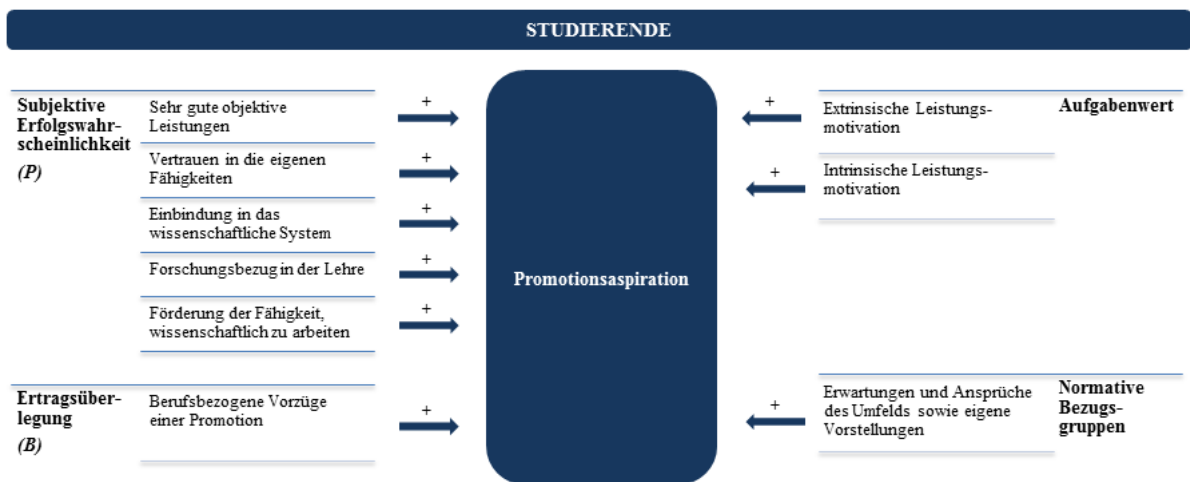 STUDIERENDE
Subjektive
Erfolgswahr-
scheinlichkeit
(P)
Sehr gute objektive
Leistungen
+
Vertrauen in die eigenen
Fähigkeiten
+
Einbindung in das
wissenschaftliche System
+
Forschungsbezug in der Lehre
+
Förderung der Fähigkeit,
wissenschaftlich zu arbeiten
+
Ertragsüber-
legung
(B)
Berufsbezogene Vorzüge
einer Promotion
+
Promotionsaspiration
+
Extrinsische Leistungs-
motivation
Aufgabenwert
+
Intrinsische Leistungs-
motivation
+
Erwartungen und Ansprüche
des Umfelds sowie eigene
Vorstellungen
Normative
Bezugs-
gruppen